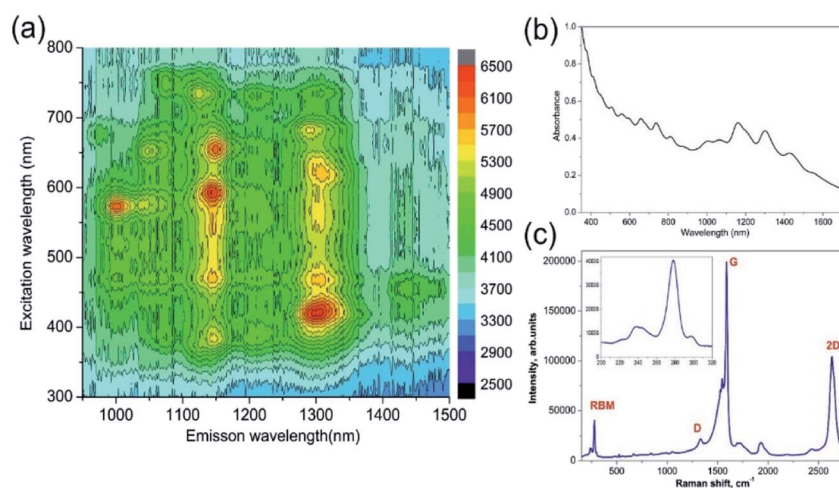 (a)
800
700
600
500
400
300
Excitation wavelength (nm)
1000 1100 1200 1300 1400 1500
Emisson wavelength(nm)
6500
6100
5700
5300
4900
4500
4100
3700
3300
2900
2500
(b)
1.0
0.8
0.6
0.4
0.2
0.0
Absorbance
400 600 800 1000 1200 1400 1600
Wavelength (nm)
(c)
200000
150000
100000
50000
0
Intensity, arb.units
40000
30000
20000
10000
0
200 220 240 260 280 300
G
2D
RBM
D
500 1000 1500 2000 2500
Raman shift, cm⁻¹